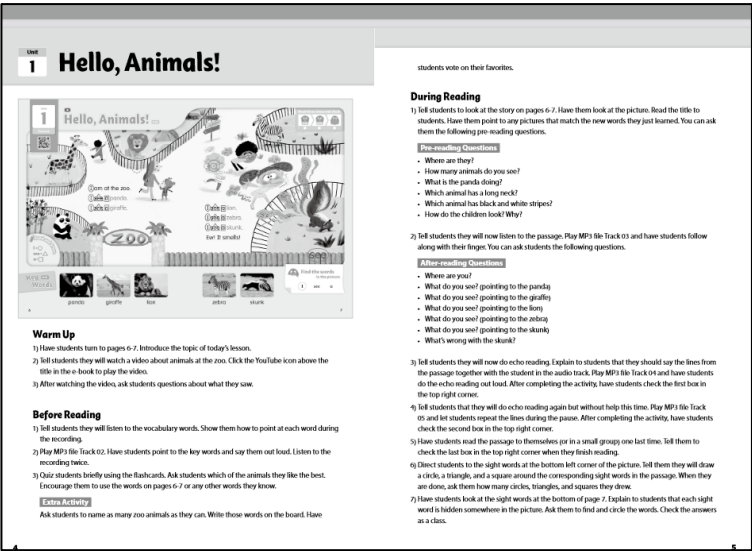 Unit
1
Hello, Animals!
1
Hello, Animals!
I am at the zoo.
I see a panda.
I see a giraffe.
I see a lion.
I see a zebra.
I see a skunk.
Ew! It smells!
ZOO
Key
Words
panda
giraffe
lion
zebra
skunk
Find the words
in the picture.
I
see
a
6
7
Warm Up
1) Have students turn to pages 6-7. Introduce the topic of today's lesson.
2) Tell students they will watch a video about animals at the zoo. Click the YouTube icon above the
title in the e-book to play the video.
3) After watching the video, ask students questions about what they saw.
Before Reading
1) Tell students they will listen to the vocabulary words. Show them how to point at each word during
the recording.
2) Play MP3 file Track 02. Have students point to the key words and say them out loud. Listen to the
recording twice.
3) Quiz students briefly using the flashcards. Ask students which of the animals they like the best.
Encourage them to use the words on pages 6-7 or any other words they know.
Extra Activity
Ask students to name as many zoo animals as they can. Write those words on the board. Have
4
students vote on their favorites.
During Reading
1) Tell students to look at the story on pages 6-7. Have them look at the picture. Read the title to
students. Have them point to any pictures that match the new words they just learned. You can ask
them the following pre-reading questions.
Pre-reading Questions
• Where are they?
• How many animals do you see?
• What is the panda doing?
• Which animal has a long neck?
• Which animal has black and white stripes?
• How do the children look? Why?
2) Tell students they will now listen to the passage. Play MP3 file Track 03 and have students follow
along with their finger. You can ask students the following questions.
After-reading Questions
• Where are you?
• What do you see? (pointing to the panda)
• What do you see? (pointing to the giraffe)
• What do you see? (pointing to the lion)
• What do you see? (pointing to the zebra)
• What do you see? (pointing to the skunk)
• What's wrong with the skunk?
3) Tell students they will now do echo reading. Explain to students that they should say the lines from
the passage together with the student in the audio track. Play MP3 file Track 04 and have students
do the echo reading out loud. After completing the activity, have students check the first box in
the top right corner.
4) Tell students that they will do echo reading again but without help this time. Play MP3 file Track
05 and let students repeat the lines during the pause. After completing the activity, have students
check the second box in the top right corner.
5) Have students read the passage to themselves (or in a small group) one last time. Tell them to
check the last box in the top right corner when they finish reading.
6) Direct students to the sight words at the bottom left corner of the picture. Tell them they will draw
a circle, a triangle, and a square around the corresponding sight words in the passage. When they
are done, ask them how many circles, triangles, and squares they drew.
7) Have students look at the sight words at the bottom of page 7. Explain to students that each sight
word is hidden somewhere in the picture. Ask them to find and circle the words. Check the answers
as a class.
5